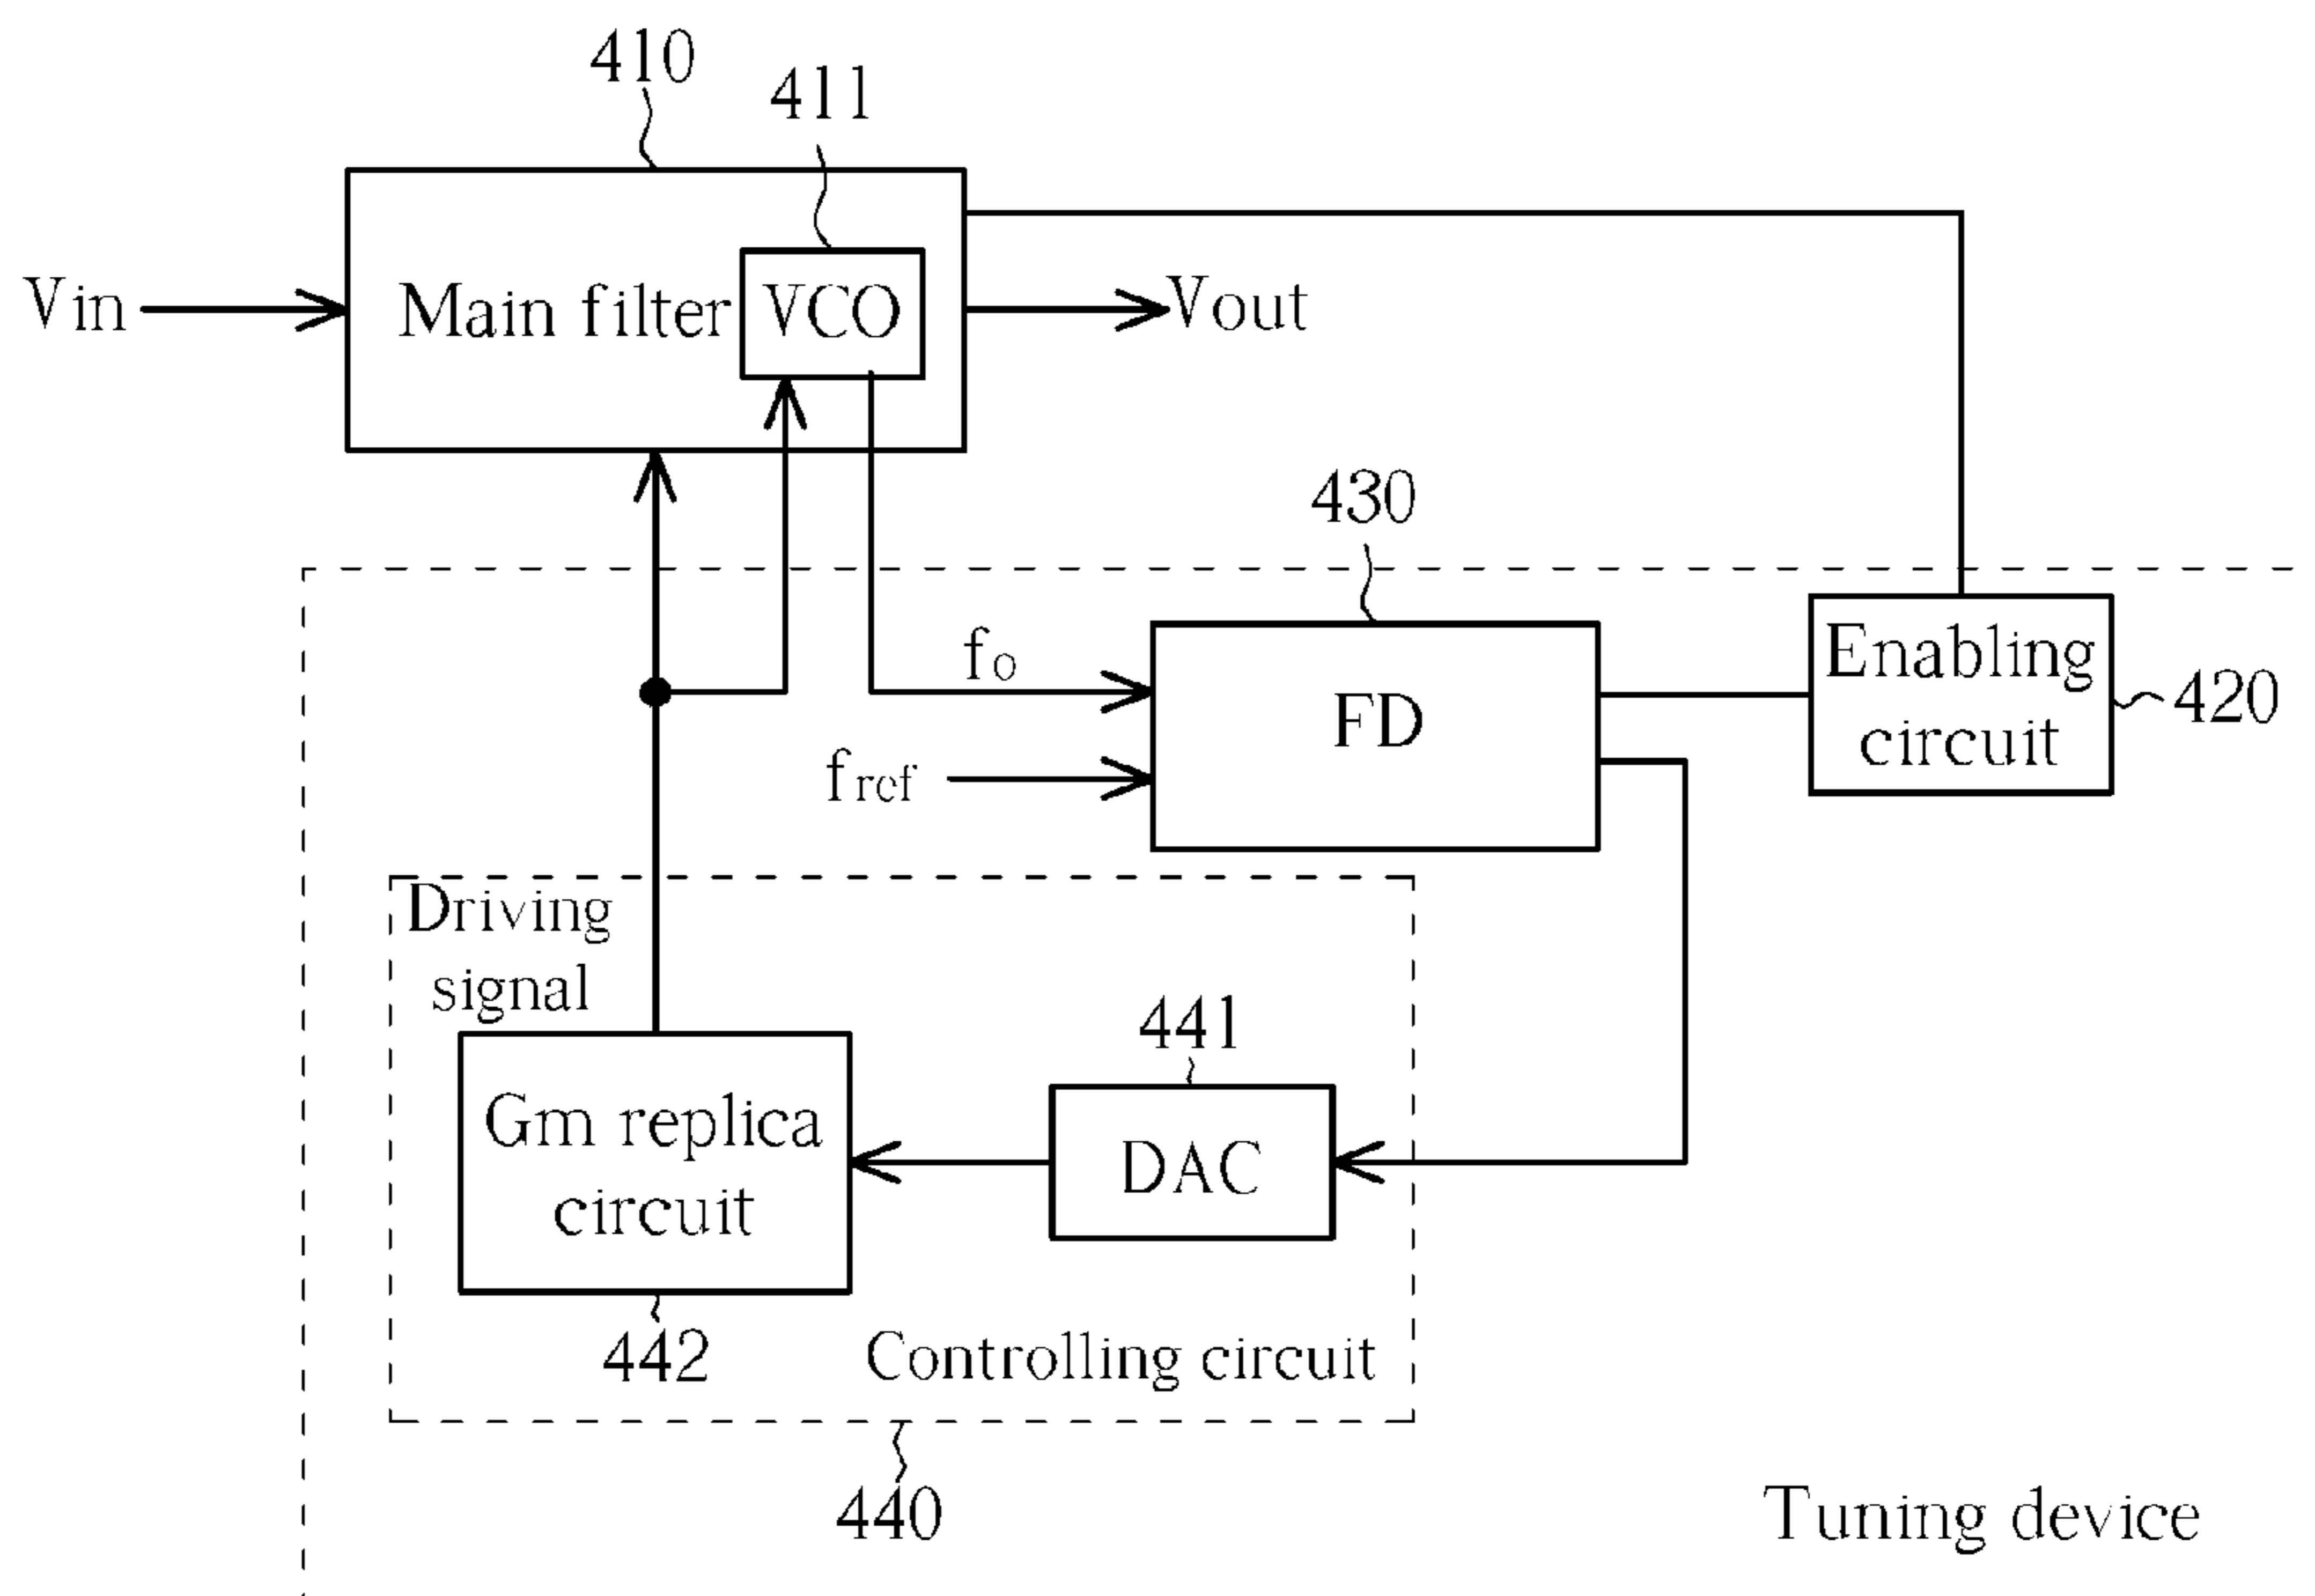 410
411
Vin
Main filter
VCO
Vout
430
fo
FD
Enabling
circuit
420
fref
Driving
signal
441
Gm replica
circuit
DAC
442
Controlling circuit
440
Tuning device